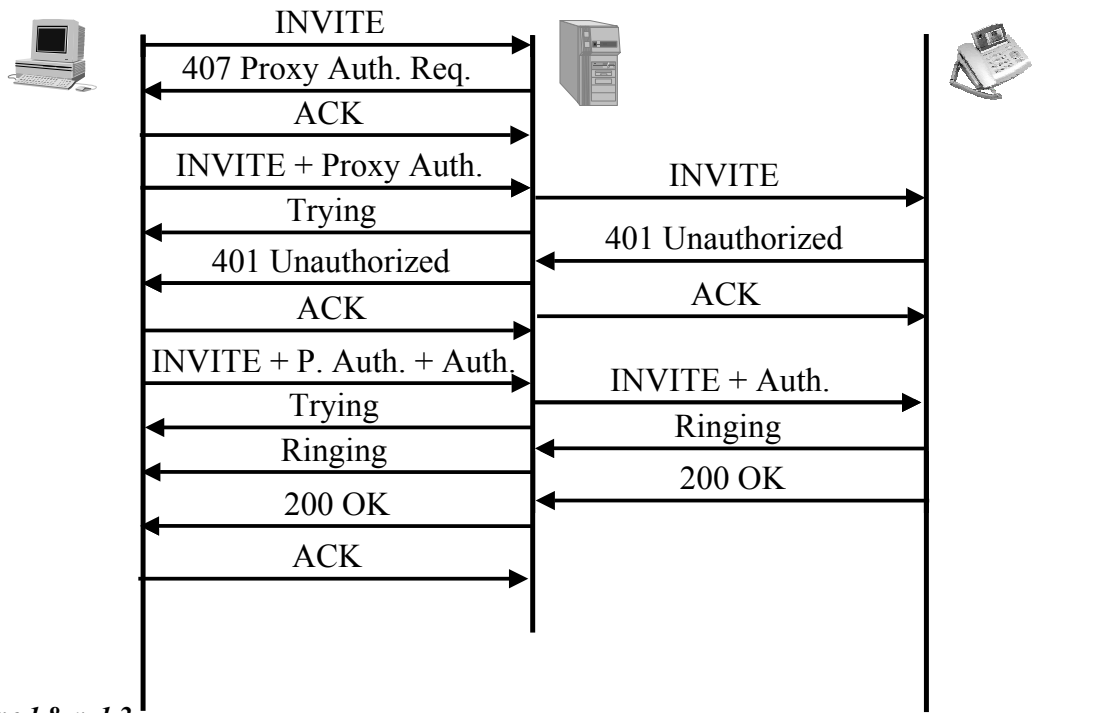 INVITE
407 Proxy Auth. Req.
ACK
INVITE + Proxy Auth.
INVITE
Trying
401 Unauthorized
401 Unauthorized
ACK
ACK
INVITE + P. Auth. + Auth.
INVITE + Auth.
Trying
Ringing
Ringing
200 OK
200 OK
ACK